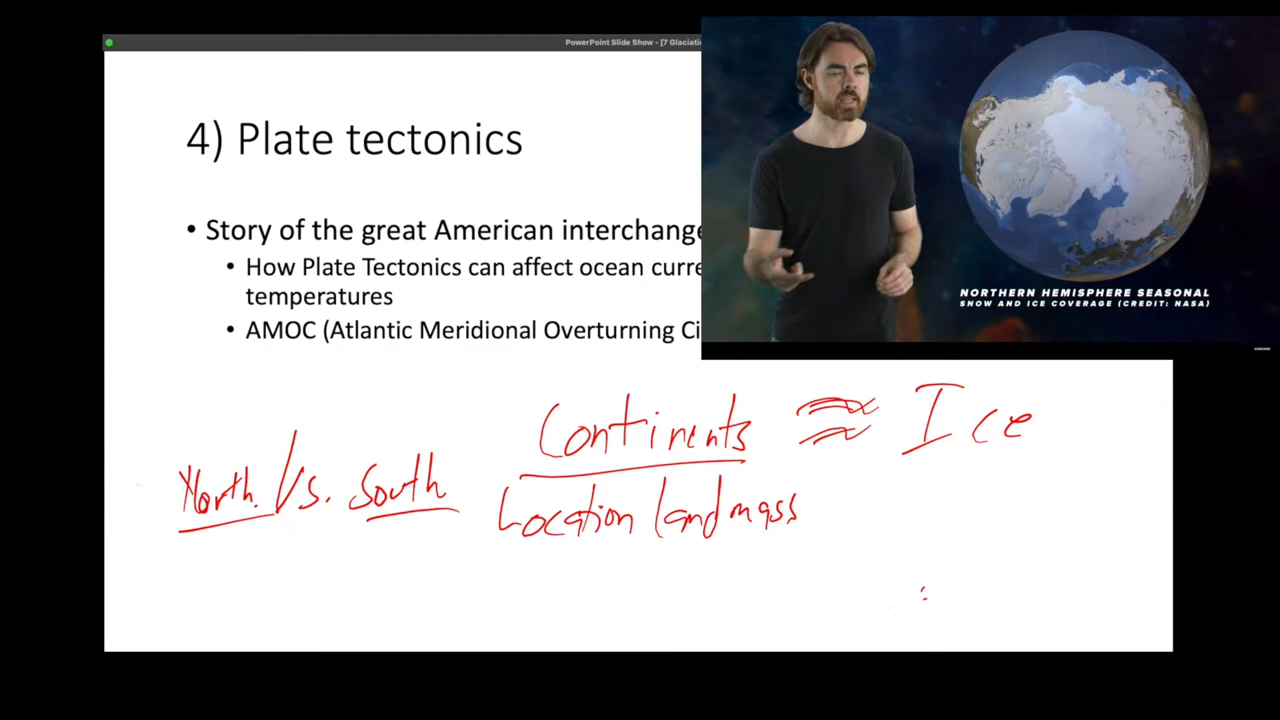 PowerPoint Slide Show - [7 Glaciatio
4) Plate tectonics
• Story of the great American interchange
• How Plate Tectonics can affect ocean curre
temperatures
• AMOC (Atlantic Meridional Overturning Ci
NORTHERN HEMISPHERE SEASONAL
SNOW AND ICE COVERAGE (CREDIT: NASA)
Continents ≈ Ice
North. Vs. South
Location landmass